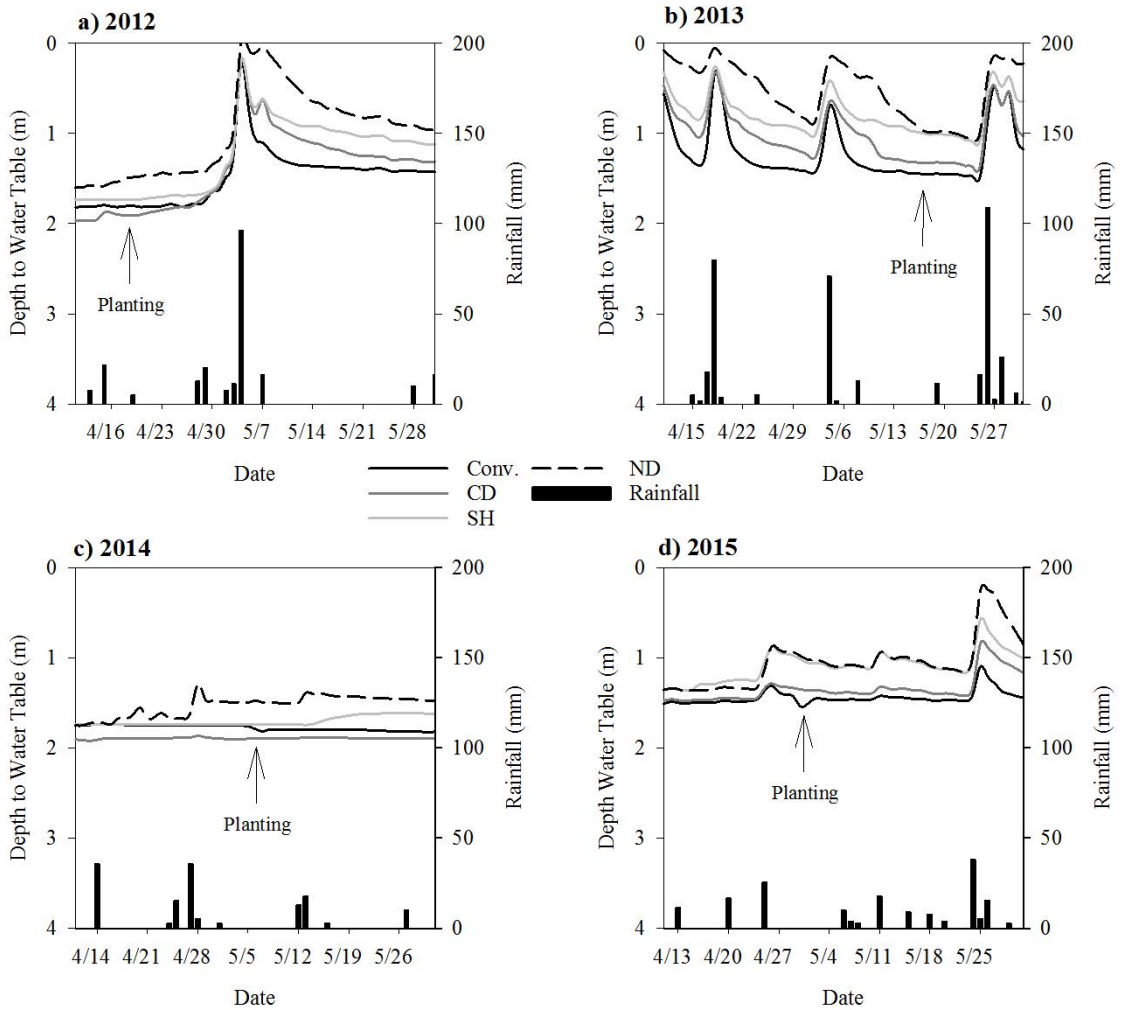 a) 2012
0
1
2
3
4
Depth to Water Table (m)
200
150
100
50
0
Rainfall (mm)
Planting
4/16 4/23 4/30 5/7 5/14 5/21 5/28
Date
b) 2013
0
1
2
3
4
Depth to Water Table (m)
200
150
100
50
0
Rainfall (mm)
Planting
4/15 4/22 4/29 5/6 5/13 5/20 5/27
Date
Conv. ND
CD Rainfall
SH
c) 2014
0
1
2
3
4
Depth to Water Table (m)
200
150
100
50
0
Rainfall (mm)
Planting
4/14 4/21 4/28 5/5 5/12 5/19 5/26
Date
d) 2015
0
1
2
3
4
Depth Water Table (m)
200
150
100
50
0
Rainfall (mm)
Planting
4/13 4/20 4/27 5/4 5/11 5/18 5/25
Date